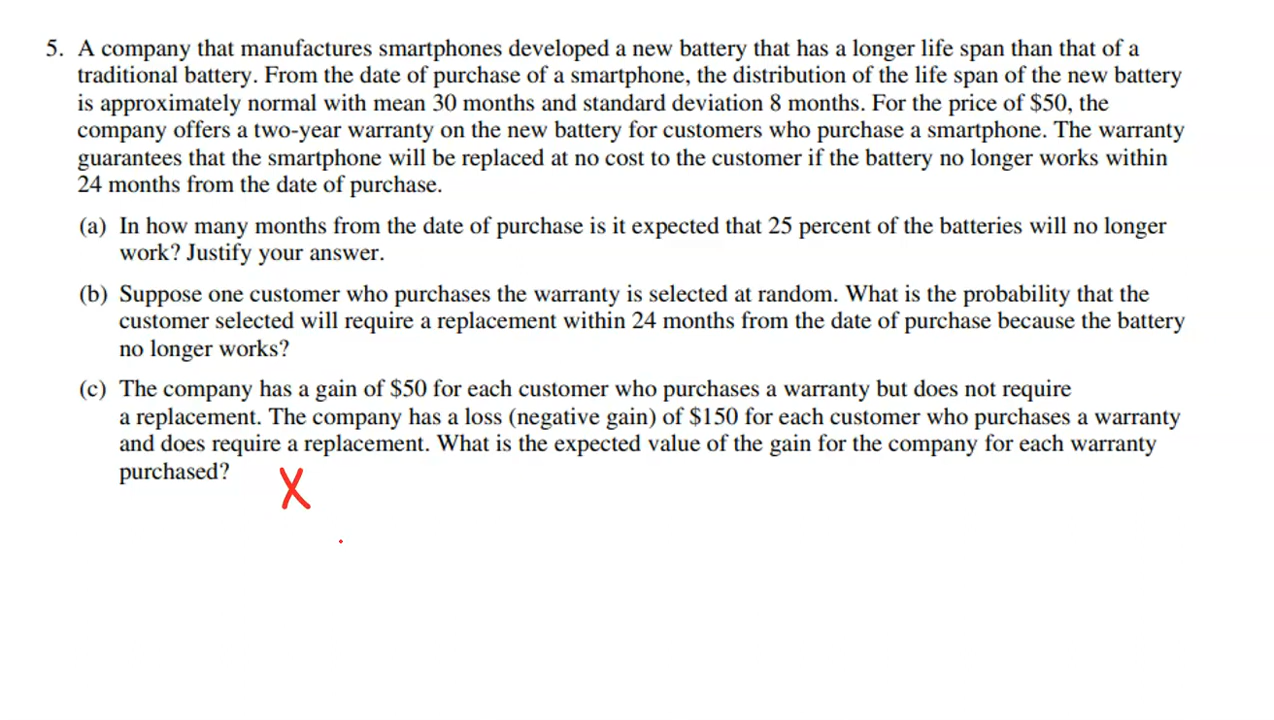 5. A company that manufactures smartphones developed a new battery that has a longer life span than that of a
traditional battery. From the date of purchase of a smartphone, the distribution of the life span of the new battery
is approximately normal with mean 30 months and standard deviation 8 months. For the price of $50, the
company offers a two-year warranty on the new battery for customers who purchase a smartphone. The warranty
guarantees that the smartphone will be replaced at no cost to the customer if the battery no longer works within
24 months from the date of purchase.
(a) In how many months from the date of purchase is it expected that 25 percent of the batteries will no longer
work? Justify your answer.
(b) Suppose one customer who purchases the warranty is selected at random. What is the probability that the
customer selected will require a replacement within 24 months from the date of purchase because the battery
no longer works?
(c) The company has a gain of $50 for each customer who purchases a warranty but does not require
a replacement. The company has a loss (negative gain) of $150 for each customer who purchases a warranty
and does require a replacement. What is the expected value of the gain for the company for each warranty
purchased?
X